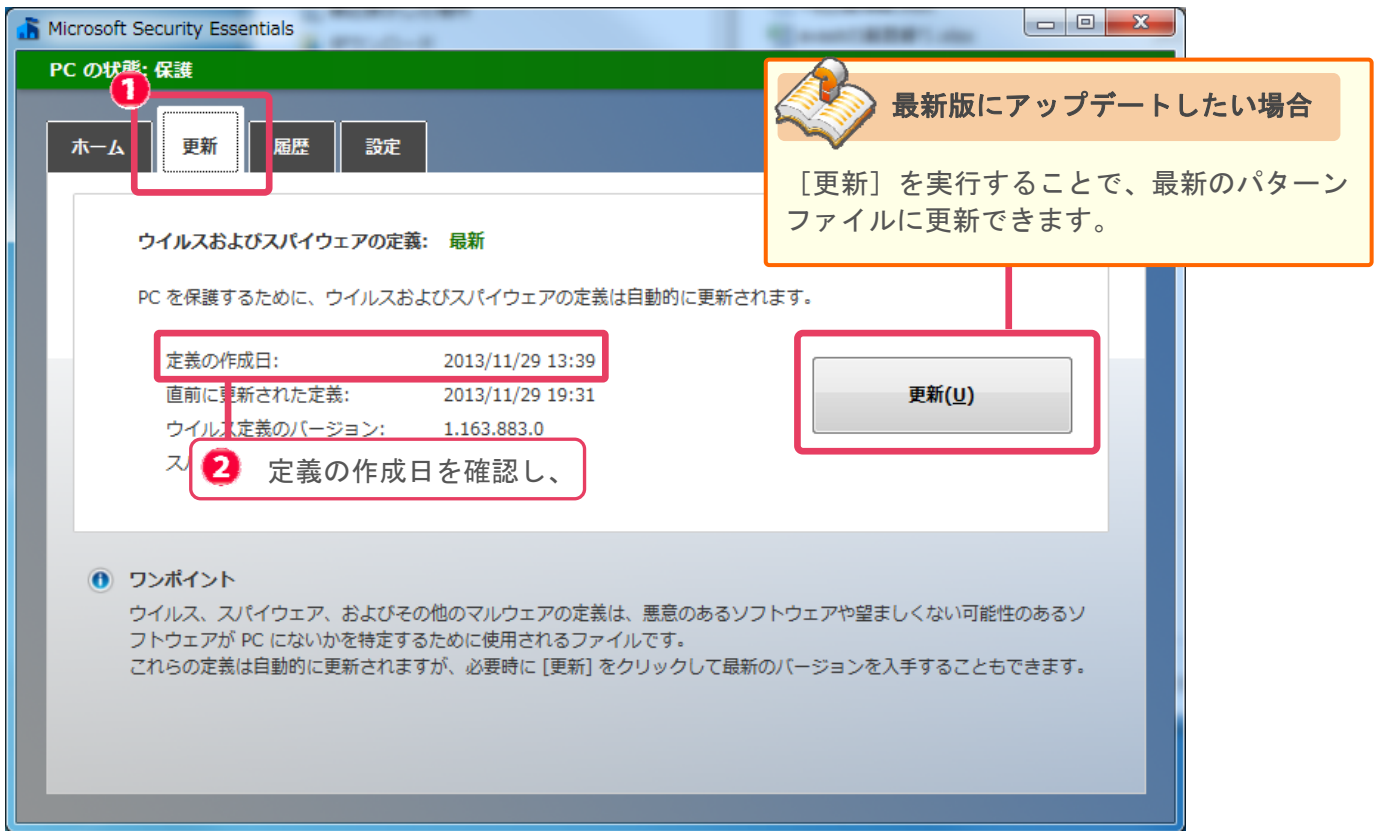 Microsoft Security Essentials
PC の状態: 保護
1
ホーム
更新
履歴
設定
最新版にアップデートしたい場合
［更新］を実行することで、最新のパターン
ファイルに更新できます。
ウイルスおよびスパイウェアの定義: 最新
PC を保護するために、ウイルスおよびスパイウェアの定義は自動的に更新されます。
定義の作成日: 2013/11/29 13:39
直前に更新された定義: 2013/11/29 19:31
ウイルス定義のバージョン: 1.163.883.0
更新(U)
2 定義の作成日を確認し、
ワンポイント
ウイルス、スパイウェア、およびその他のマルウェアの定義は、悪意のあるソフトウェアや望ましくない可能性のあるソ
フトウェアが PC にないかを特定するために使用されるファイルです。
これらの定義は自動的に更新されますが、必要時に [更新] をクリックして最新のバージョンを入手することもできます。